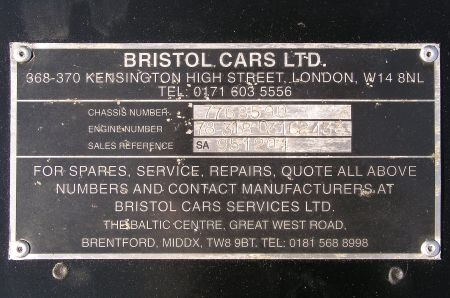 BRISTOL CARS LTD.
368-370 KENSINGTON HIGH STREET, LONDON, W14 8NL
TEL: 0171 603 5556
CHASSIS NUMBER
ENGINE NUMBER
SALES REFERENCE SA 951201
FOR SPARES, SERVICE, REPAIRS, QUOTE ALL ABOVE
NUMBERS AND CONTACT MANUFACTURERS AT
BRISTOL CARS SERVICES LTD.
THE BALTIC CENTRE, GREAT WEST ROAD,
BRENTFORD, MIDDX, TW8 9BT. TEL: 0181 568 8998